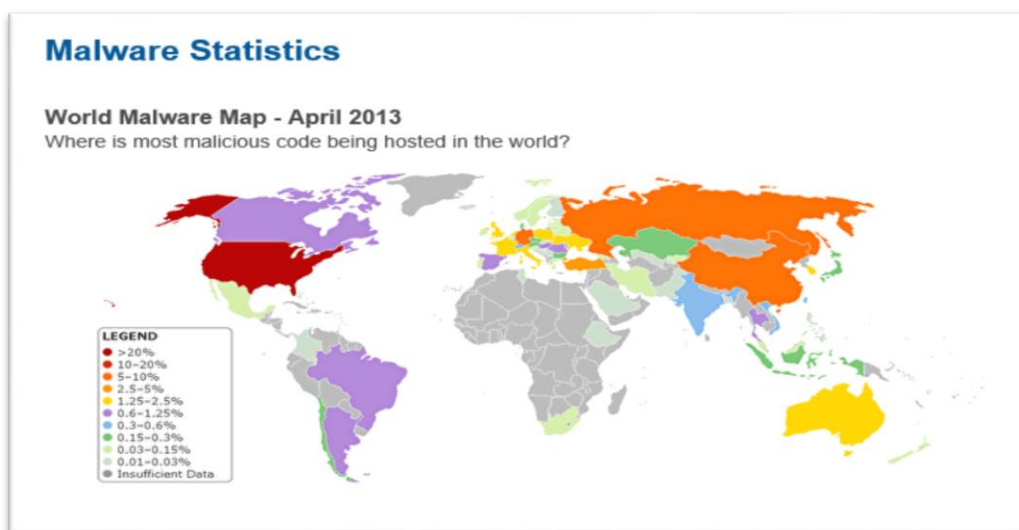 Malware Statistics
World Malware Map - April 2013
Where is most malicious code being hosted in the world?
LEGEND
>20%
10-20%
5-10%
2.5-5%
1.25-2.5%
0.6-1.25%
0.3-0.6%
0.15-0.3%
0.03-0.15%
0.01-0.03%
Insufficient Data